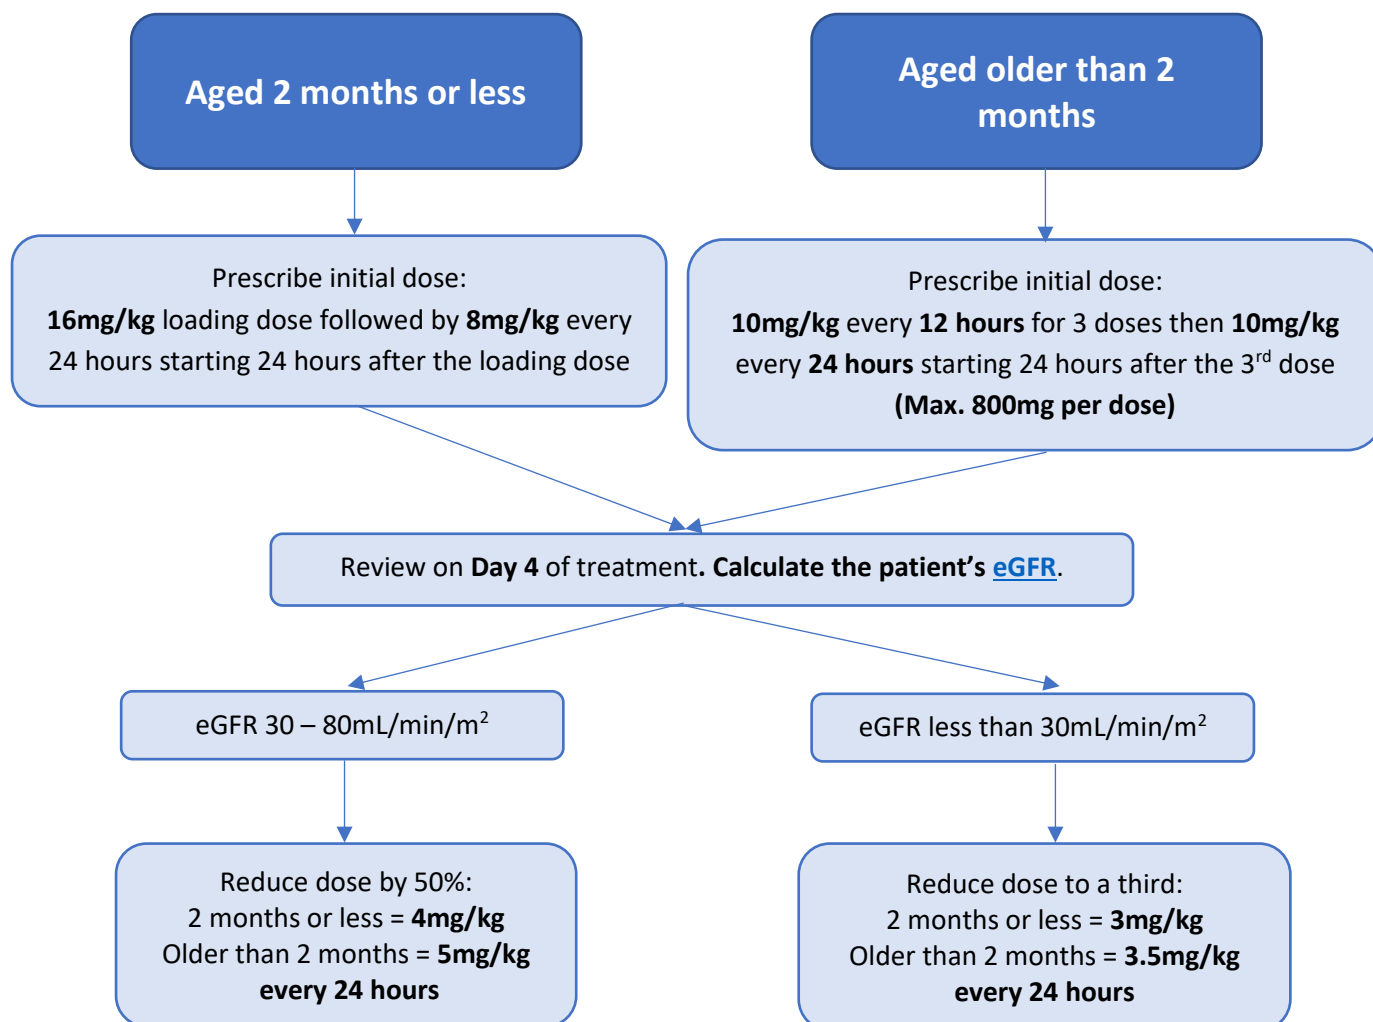 Aged 2 months or less
Aged older than 2
months
Prescribe initial dose:
16mg/kg loading dose followed by 8mg/kg every
24 hours starting 24 hours after the loading dose
Prescribe initial dose:
10mg/kg every 12 hours for 3 doses then 10mg/kg
every 24 hours starting 24 hours after the 3rd dose
(Max. 800mg per dose)
Review on Day 4 of treatment. Calculate the patient’s eGFR.
eGFR 30 – 80mL/min/m²
eGFR less than 30mL/min/m²
Reduce dose by 50%:
2 months or less = 4mg/kg
Older than 2 months = 5mg/kg
every 24 hours
Reduce dose to a third:
2 months or less = 3mg/kg
Older than 2 months = 3.5mg/kg
every 24 hours